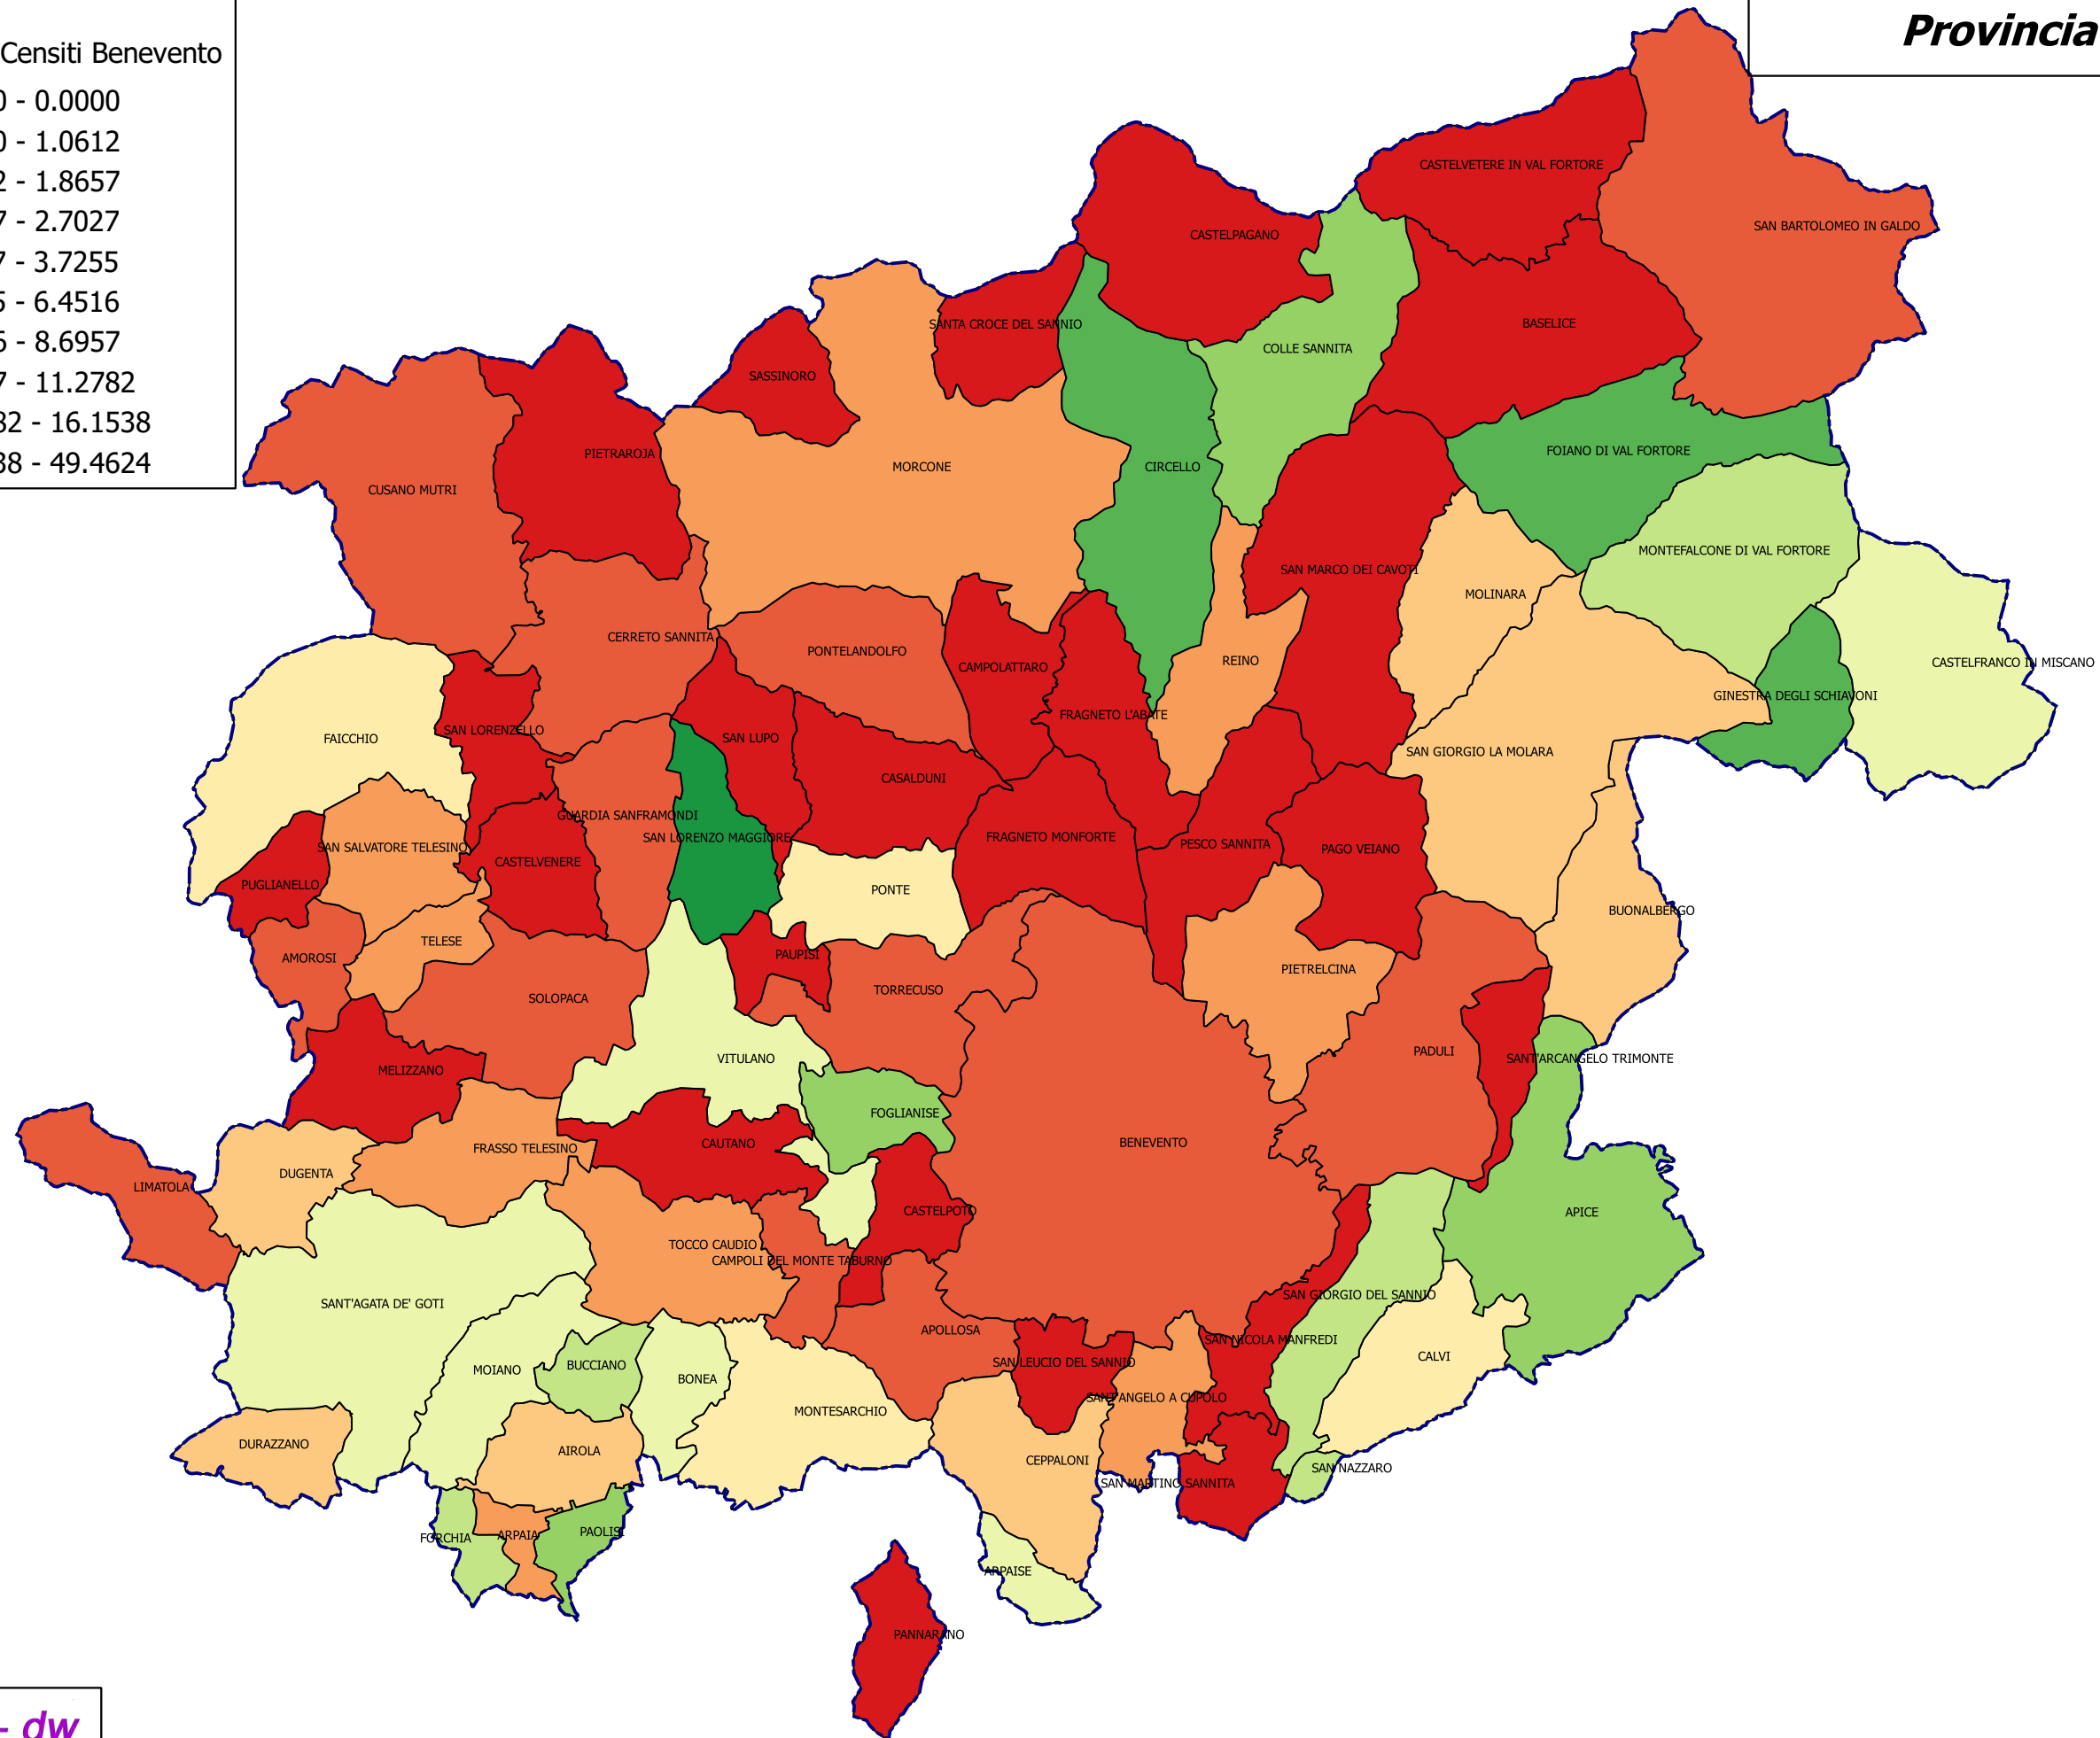 Provincia
Censiti Benevento
0 - 0.0000
0 - 1.0612
2 - 1.8657
7 - 2.7027
7 - 3.7255
5 - 6.4516
6 - 8.6957
7 - 11.2782
32 - 16.1538
38 - 49.4624
CASTELVETERE IN VAL FORTORE
SAN BARTOLOMEO IN GALDO
CASTELPAGANO
SANTA CROCE DEL SANNIO
BASELICE
COLLE SANNITA
SASSINORO
FOIANO DI VAL FORTORE
PIETRAROJA
MORCONE
CIRCELLO
CUSANO MUTRI
MONTEFALCONE DI VAL FORTORE
SAN MARCO DEI CAVOTI
MOLINARA
CERRETO SANNITA
PONTELANDOLFO
REINO
CASTELFRANCO IN MISCANO
CAMPOLATTARO
GINESTRA DEGLI SCHIAVONI
FRAGNETO L'ABATE
SAN LORENZELLO
FAICCHIO
SAN LUPO
SAN GIORGIO LA MOLARA
CASALDUNI
GUARDIA SANFRAMONDI
SAN LORENZO MAGGIORE
FRAGNETO MONFORTE
PESCO SANNITA
SAN SALVATORE TELESINO
PAGO VEIANO
CASTELVENERE
PUGLIANELLO
PONTE
BUONALBERGO
TELESE
PAUPISI
AMOROSI
PIETRELCINA
TORRECUSO
SOLOPACA
PADULI
VITULANO
SANT'ARCANGELO TRIMONTE
MELIZZANO
FOGLIANISE
CAUTANO
BENEVENTO
FRASSO TELESINO
DUGENTA
LIMATOLA
CASTELPOTO
APICE
TOCCO CAUDIO
CAMPOLI DEL MONTE TABURNO
SAN GIORGIO DEL SANNIO
SANT'AGATA DE' GOTI
APOLLOSA
SAN NICOLA MANFREDI
CALVI
SAN LEUCIO DEL SANNIO
BUCCIANO
MOIANO
BONEA
SANT'ANGELO A CUPOLO
MONTESARCHIO
DURAZZANO
AIROLA
CEPPALONI
SAN NAZZARO
SAN MARTINO SANNITA
PAOLISI
ARPAIA
FORCHIA
ARPAISE
PANNARANO
- dw